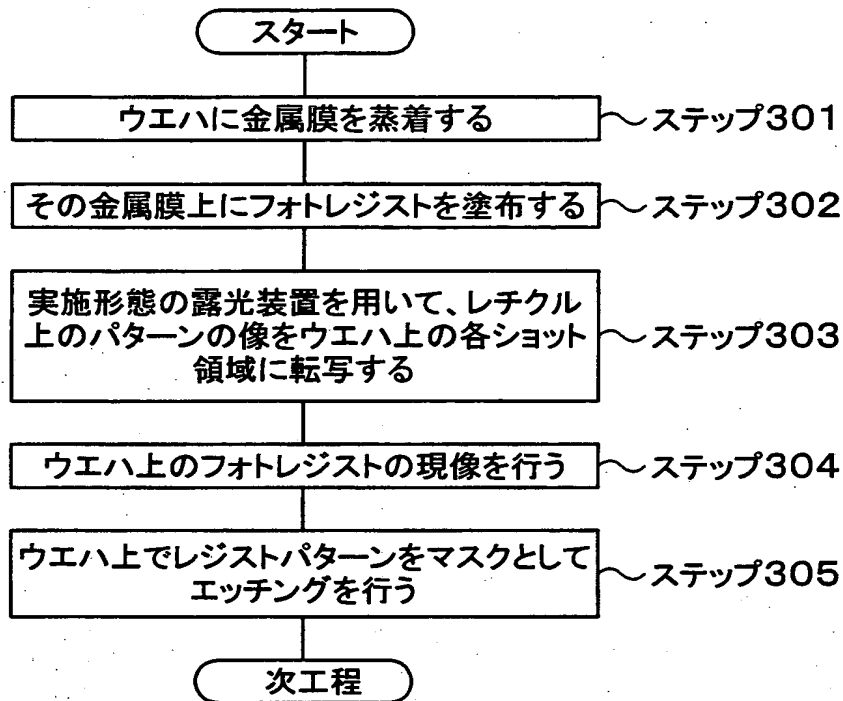 スタート
ウエハに金属膜を蒸着する
ステップ301
その金属膜上にフォトレジストを塗布する
ステップ302
実施形態の露光装置を用いて、レチクル
上のパターンの像をウエハ上の各ショット
領域に転写する
ステップ303
ウエハ上のフォトレジストの現像を行う
ステップ304
ウエハ上でレジストパターンをマスクとして
エッチングを行う
ステップ305
次工程